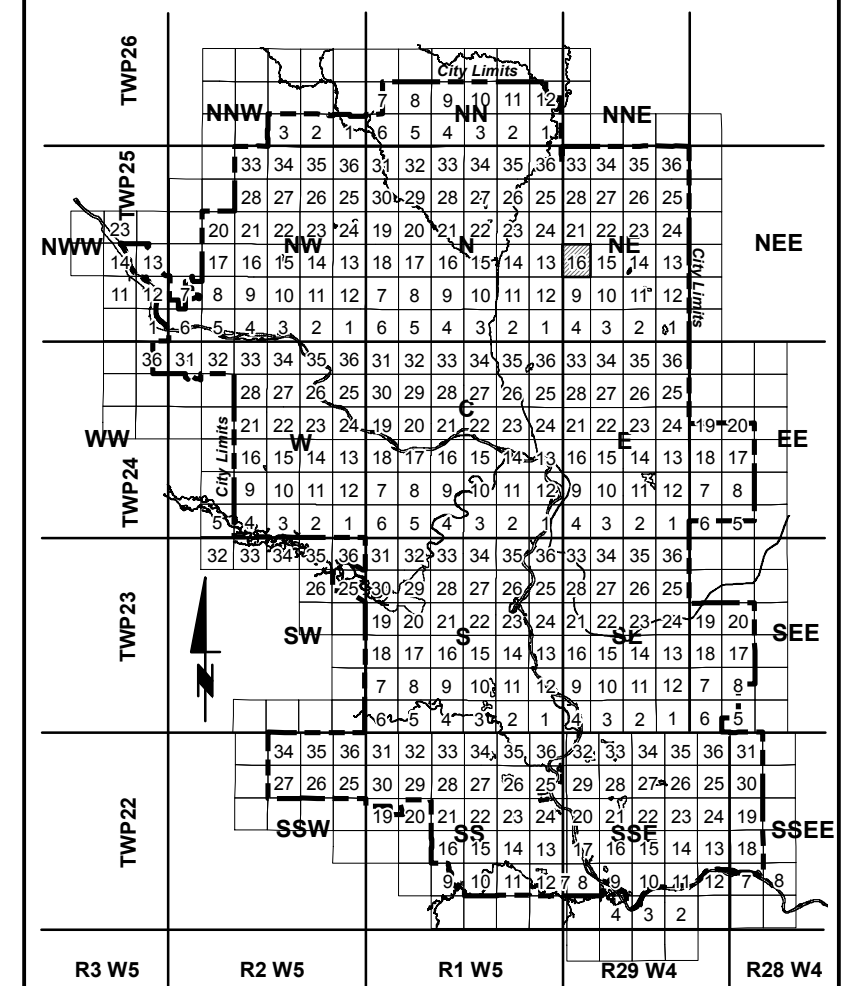 TWP26
City Limits
7 8 9 10 11 12
NNW NN NNE
3 2 1 6 5 4 3 2 1
TWP25
33 34 35 36 31 32 33 34 35 36 33 34 35 36
28 27 26 25 30 29 28 27 26 25 28 27 26 25
23 20 21 22 23 24 19 20 21 22 23 24 21 22 23 24
NWW NW N NE NEE
14 13 17 16 15 14 13 18 17 16 15 14 13 16 15 14 13
City Limits
11 12 7 8 9 10 11 12 7 8 9 10 11 12 9 10 11 12
1 6 5 4 3 2 1 6 5 4 3 2 1 4 3 2 1
36 31 32 33 34 35 36 31 32 33 34 35 36 33 34 35 36
28 27 26 25 30 29 28 27 26 25 28 27 26 25
C
21 22 23 24 19 20 21 22 23 24 21 22 23 24 19 20
WW City Limits W E EE
16 15 14 13 18 17 16 15 14 13 16 15 14 13 18 17
TWP24
9 10 11 12 7 8 9 10 11 12 9 10 11 12 7 8
5 4 3 2 1 6 5 4 3 2 1 4 3 2 1 6 5
32 33 34 35 36 31 32 33 34 35 36 33 34 35 36
26 25 30 29 28 27 26 25 28 27 26 25
TWP23
19 20 21 22 23 24 21 22 23 24 19 20
SW S SE SEE
18 17 16 15 14 13 16 15 14 13 18 17
N
7 8 9 10 11 12 9 10 11 12 7 8
6 5 4 3 2 1 4 3 2 1 6 5
34 35 36 31 32 33 34 35 36 32 33 34 35 36 31
27 26 25 30 29 28 27 26 25 29 28 27 26 25 30
TWP22
19 20 21 22 23 24 20 21 22 23 24 19
SSW SS SSE SSEE
16 15 14 13 17 16 15 14 13 18
9 10 11 12 7 8 9 10 11 12 7 8
4 3 2
R3 W5 R2 W5 R1 W5 R29 W4 R28 W4